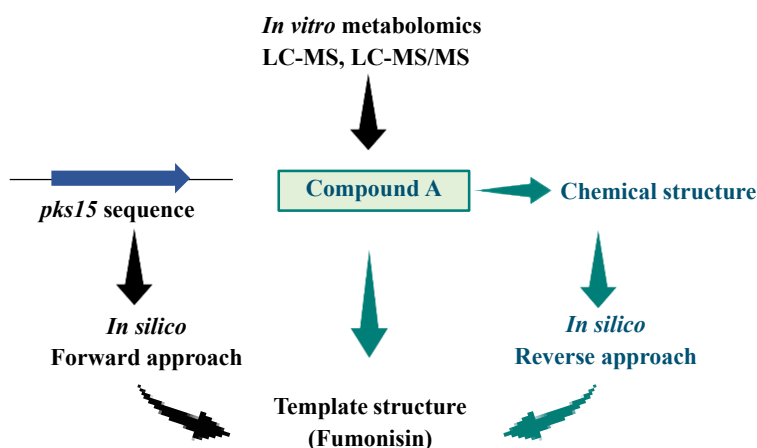 In vitro metabolomics
LC-MS, LC-MS/MS
Compound A
Chemical structure
pks15 sequence
In silico
Forward approach
In silico
Reverse approach
Template structure
(Fumonisin)